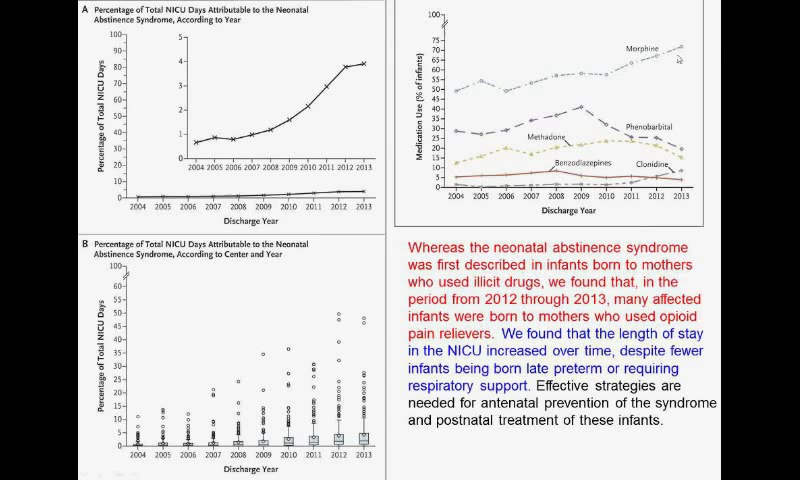 A Percentage of Total NICU Days Attributable to the Neonatal
Abstinence Syndrome, According to Year
Percentage of Total NICU Days
100
90
80
70
60
50
40
30
20
10
0
5
4
3
2
1
0
2004 2005 2006 2007 2008 2009 2010 2011 2012 2013
2004 2005 2006 2007 2008 2009 2010 2011 2012 2013
Discharge Year
B Percentage of Total NICU Days Attributable to the Neonatal
Abstinence Syndrome, According to Center and Year
Percentage of Total NICU Days
100
60
55
50
45
40
35
30
25
20
15
10
5
0
2004 2005 2006 2007 2008 2009 2010 2011 2012 2013
Discharge Year
Medication Use (% of infants)
100
75
70
65
60
55
50
45
40
35
30
25
20
15
10
5
0
Morphine
Phenobarbital
Methadone
Benzodiazepines
Clonidine
2004 2005 2006 2007 2008 2009 2010 2011 2012 2013
Discharge Year
Whereas the neonatal abstinence syndrome
was first described in infants born to mothers
who used illicit drugs, we found that, in the
period from 2012 through 2013, many affected
infants were born to mothers who used opioid
pain relievers. We found that the length of stay
in the NICU increased over time, despite fewer
infants being born late preterm or requiring
respiratory support. Effective strategies are
needed for antenatal prevention of the syndrome
and postnatal treatment of these infants.